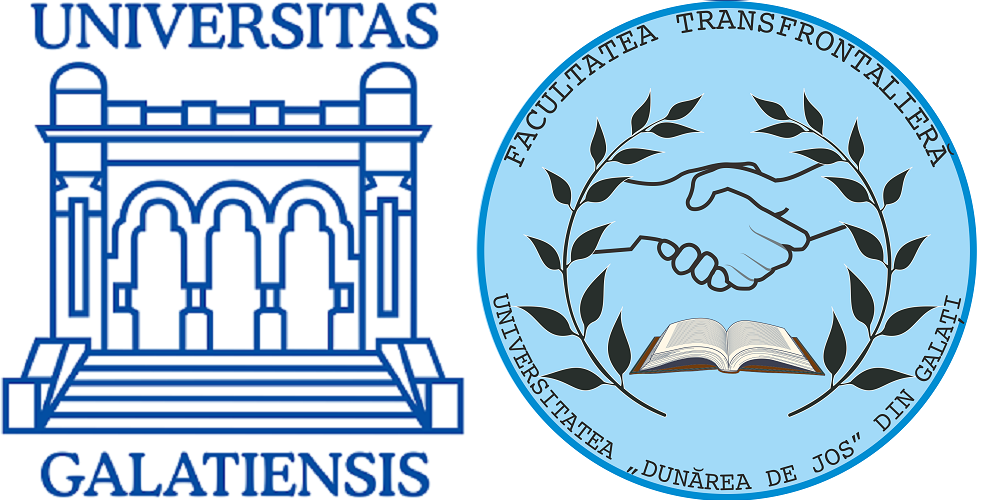 UNIVERSITAS
GALATIENSIS
FACULTATEA TRANSFRONTALIERĂ
UNIVERSITATEA „DUNĂREA DE JOS” DIN GALAȚI